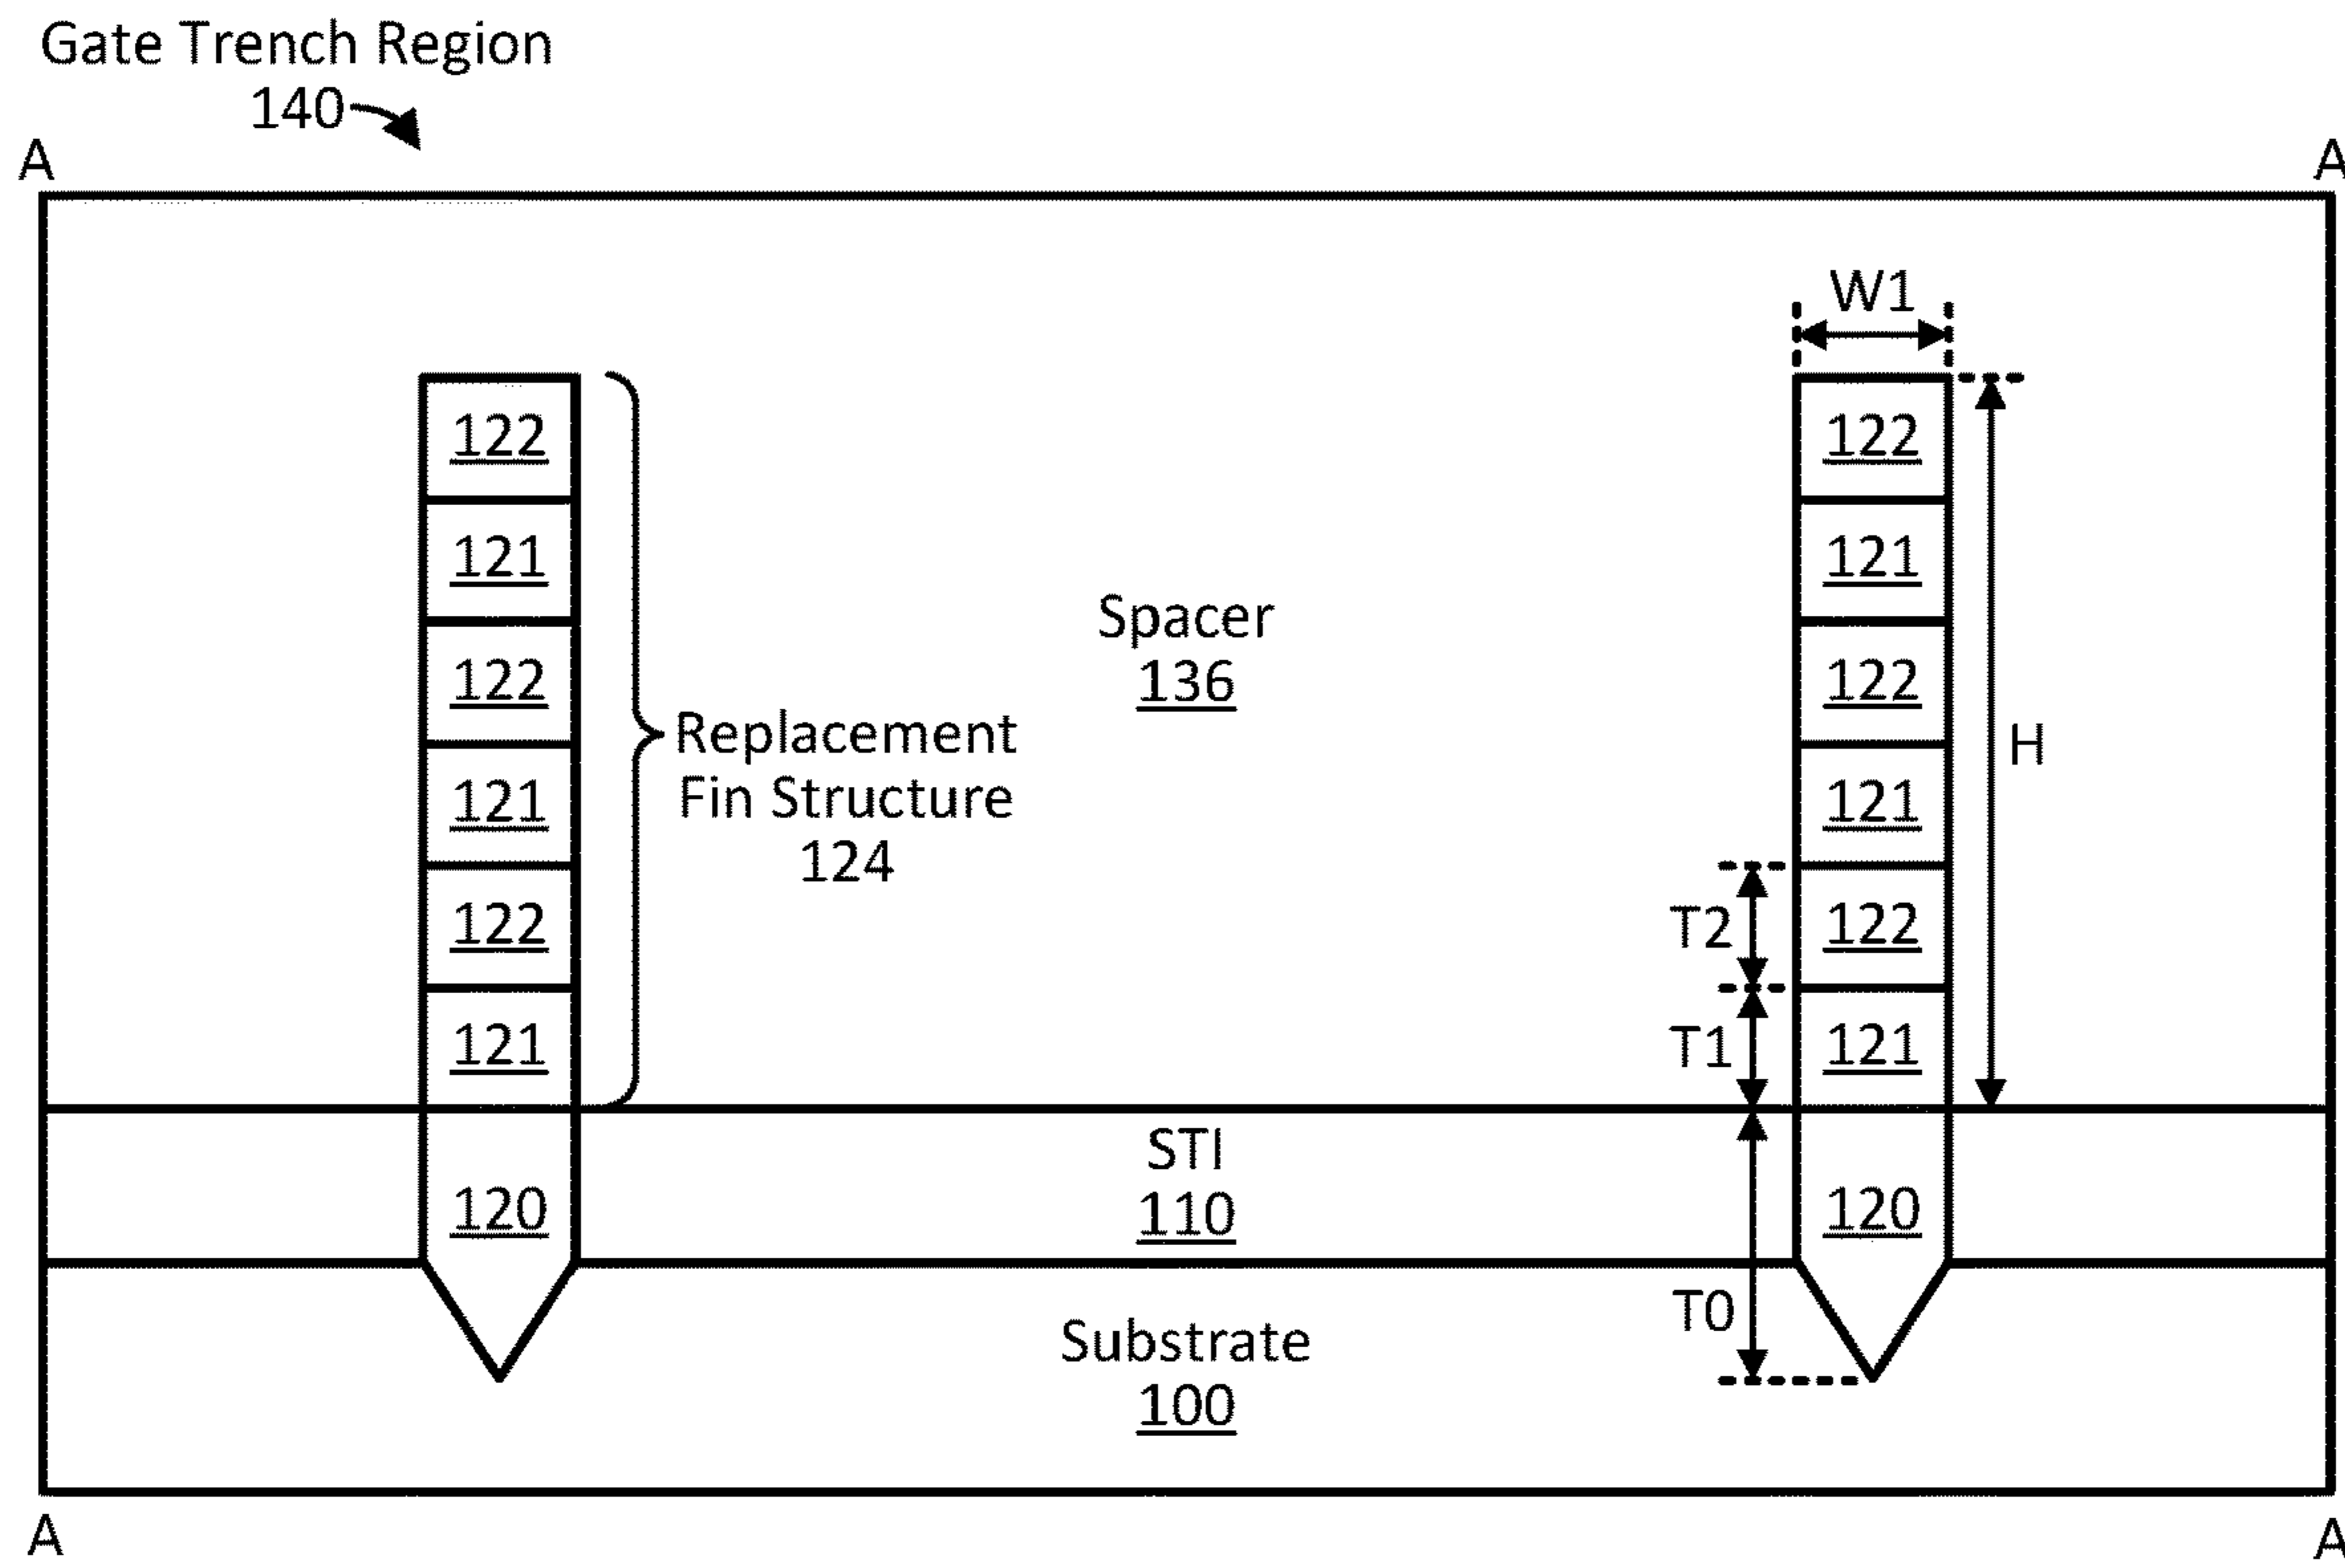 Gate Trench Region
140
A
A
W1
122
122
121
121
Spacer
136
122
122
Replacement
Fin Structure
124
H
121
121
122
T2
122
121
T1
121
STI
110
120
120
T0
Substrate
100
A
A